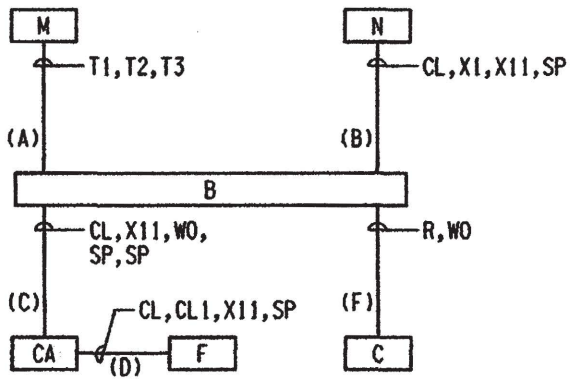 M
N
T1,T2,T3
CL,X1,X11,SP
(A)
(B)
B
CL,X11,WO,
SP,SP
R,WO
(C)
CL,CL1,X11,SP
(F)
CA
F
C
(D)